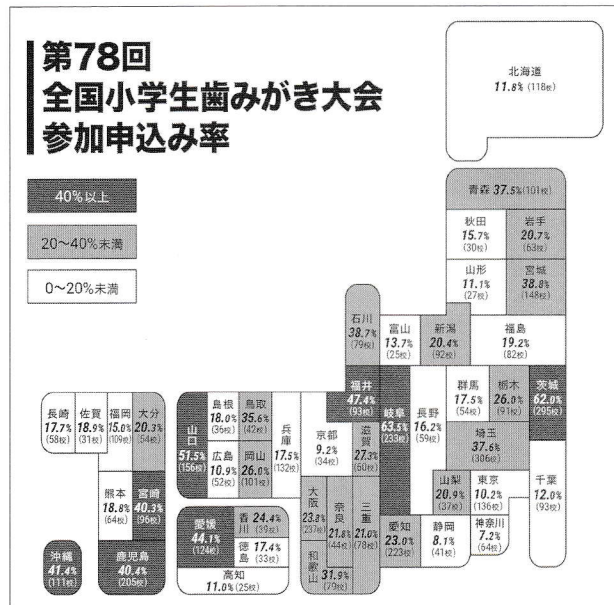 第78回
全国小学生歯みがき大会
参加申込み率
40%以上
20〜40%未満
0〜20%未満
北海道
11.8% (118校)
青森 37.5% (101校)
秋田
15.7%
(30校)
岩手
20.7%
(63校)
山形
11.1%
(27校)
宮城
38.8%
(148校)
石川
38.7%
(79校)
富山
13.7%
(25校)
新潟
20.4%
(92校)
福島
19.2%
(82校)
福井
47.4%
(93校)
岐阜
63.5%
(233校)
長野
16.2%
(59校)
群馬
17.5%
(54校)
栃木
26.0%
(91校)
茨城
62.0%
(295校)
埼玉
37.6%
(306校)
山梨
20.9%
(37校)
東京
10.2%
(136校)
千葉
12.0%
(93校)
神奈川
7.2%
(64校)
愛知
23.0%
(223校)
静岡
8.1%
(41校)
長崎
17.7%
(58校)
佐賀
18.9%
(31校)
福岡
15.0%
(109校)
大分
20.3%
(54校)
熊本
18.8%
(64校)
宮崎
40.3%
(96校)
沖縄
41.4%
(111校)
鹿児島
40.4%
(205校)
山口
51.5%
(156校)
島根
18.0%
(36校)
鳥取
35.6%
(42校)
広島
10.9%
(52校)
岡山
26.0%
(101校)
兵庫
17.5%
(132校)
京都
9.2%
(34校)
滋賀
27.3%
(60校)
大阪
23.8%
(237校)
奈良
21.8%
(44校)
三重
21.0%
(78校)
和歌山
31.9%
(79校)
愛媛
44.1%
(124校)
香川
24.4%
(39校)
徳島
17.4%
(33校)
高知
11.0% (25校)